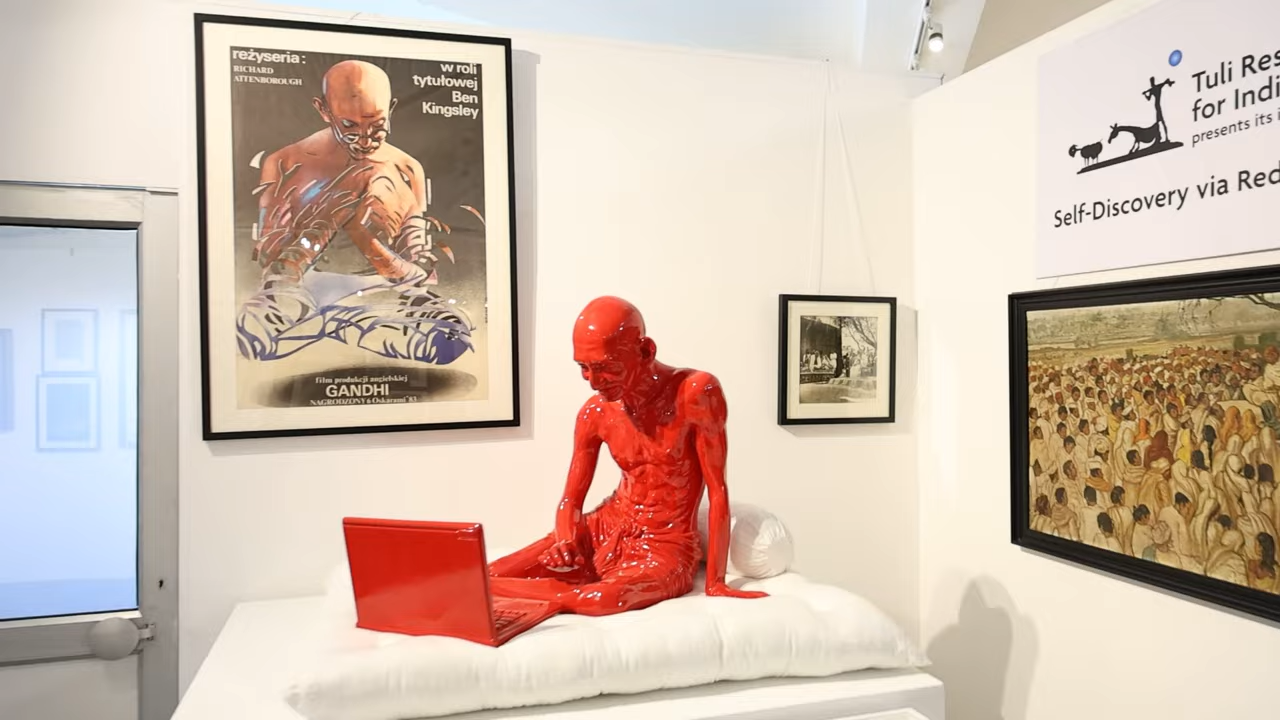 reżyseria:
RICHARD
ATTENBOROUGH
w roli
tytułowej
Ben
Kingsley
film produkcji angielskiej
GANDHI
NAGRODZONY 6 Oskarami '83
Tuli Res
for Indi
presents its i
Self-Discovery via Red